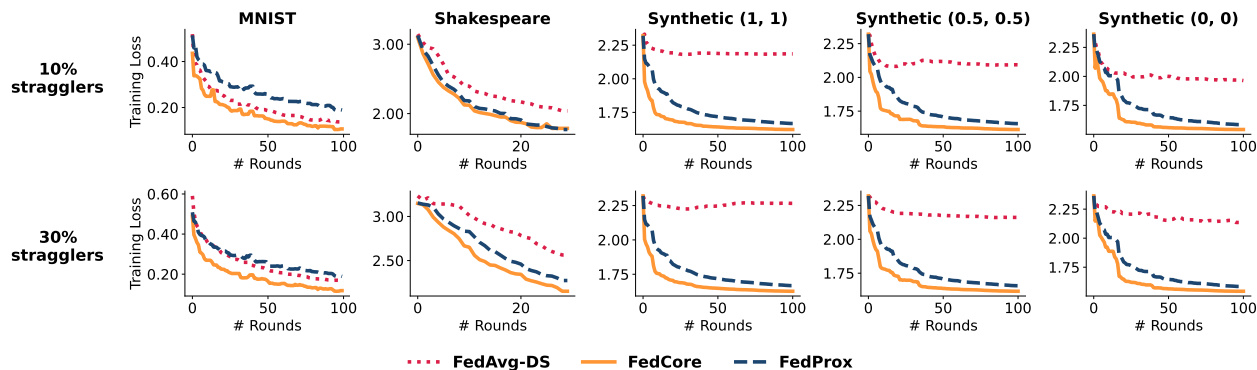 MNIST Shakespeare Synthetic (1, 1) Synthetic (0.5, 0.5) Synthetic (0, 0)
10%
stragglers
Training Loss
0.40
0.20
0 50 100
# Rounds
3.00
2.00
0 20
# Rounds
2.25
2.00
1.75
0 50 100
# Rounds
2.25
2.00
1.75
0 50 100
# Rounds
2.25
2.00
1.75
0 50 100
# Rounds
30%
stragglers
Training Loss
0.60
0.40
0.20
0 50 100
# Rounds
3.00
2.50
0 20
# Rounds
2.25
2.00
1.75
0 50 100
# Rounds
2.25
2.00
1.75
0 50 100
# Rounds
2.25
2.00
1.75
0 50 100
# Rounds
FedAvg-DS FedCore FedProx